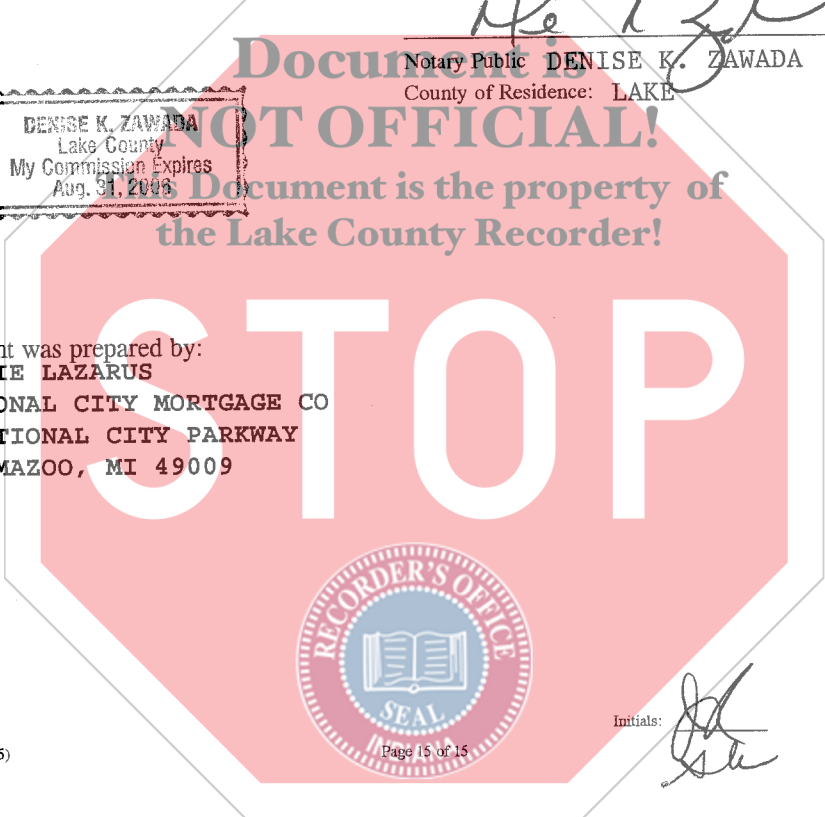 Document is
Notary Public DENISE K. ZAWADA
County of Residence: LAKE
NOT OFFICIAL!
DENISE K. ZAWADA
Lake County
My Commission Expires
Aug. 31, 2006
This Document is the property of
the Lake County Recorder!
STOP
nt was prepared by:
IE LAZARUS
ONAL CITY MORTGAGE CO
TIONAL CITY PARKWAY
MAZOO, MI 49009
RECORDER'S OFFICE
SEAL
INDIANA
Initials:
5)
Page 15 of 15